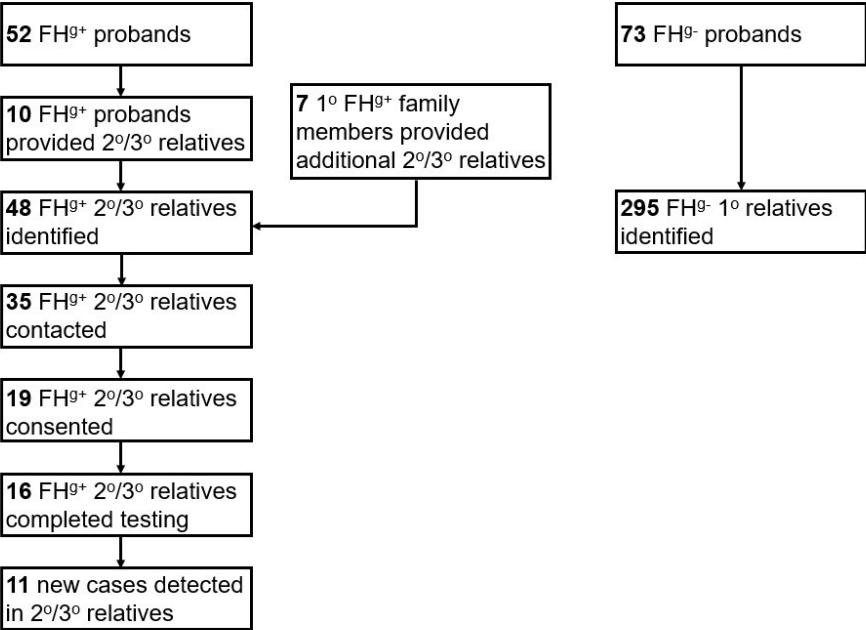 52 FHᵍ⁺ probands
10 FHᵍ⁺ probands
provided 2º/3º relatives
7 1º FHᵍ⁺ family
members provided
additional 2º/3º relatives
48 FHᵍ⁺ 2º/3º relatives
identified
35 FHᵍ⁺ 2º/3º relatives
contacted
19 FHᵍ⁺ 2º/3º relatives
consented
16 FHᵍ⁺ 2º/3º relatives
completed testing
11 new cases detected
in 2º/3º relatives
73 FHᵍ⁻ probands
295 FHᵍ⁻ 1º relatives
identified